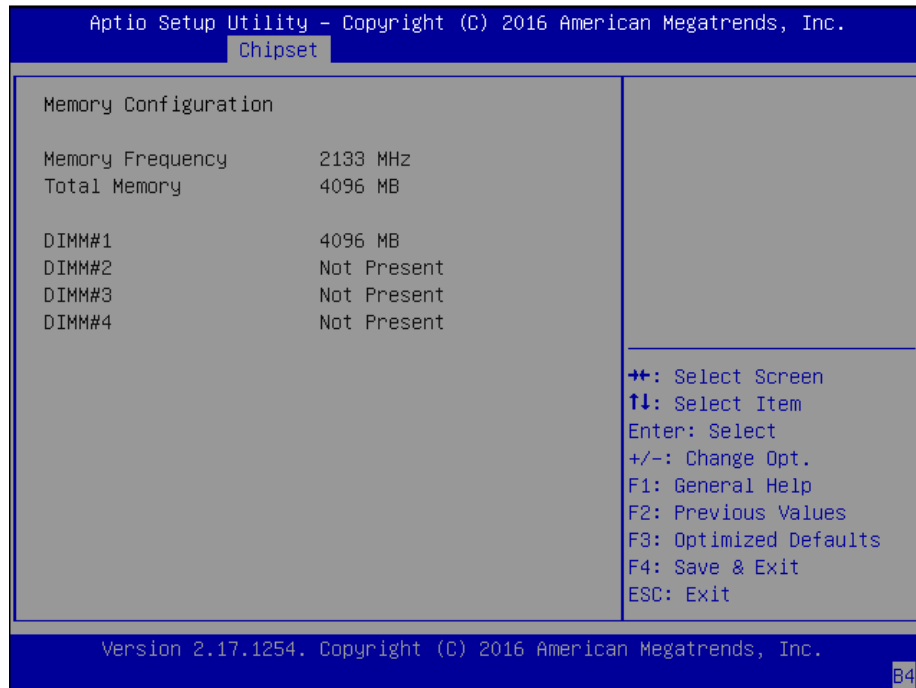 Aptio Setup Utility – Copyright (C) 2016 American Megatrends, Inc.
Chipset
Memory Configuration
Memory Frequency 2133 MHz
Total Memory 4096 MB
DIMM#1 4096 MB
DIMM#2 Not Present
DIMM#3 Not Present
DIMM#4 Not Present
→←: Select Screen
↑↓: Select Item
Enter: Select
+/-: Change Opt.
F1: General Help
F2: Previous Values
F3: Optimized Defaults
F4: Save & Exit
ESC: Exit
Version 2.17.1254. Copyright (C) 2016 American Megatrends, Inc.
B4